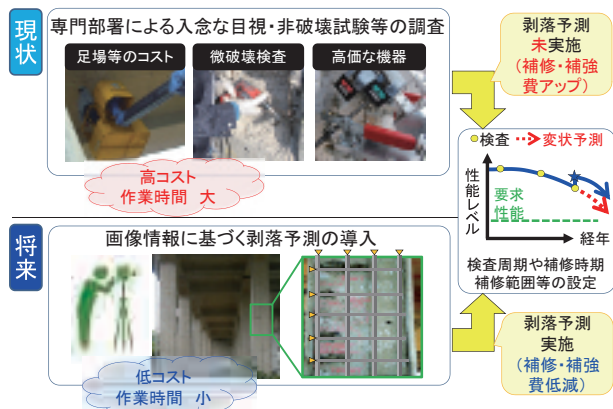 現状
専門部署による入念な目視・非破壊試験等の調査
足場等のコスト
微破壊検査
高価な機器
高コスト
作業時間 大
剥落予測
未実施
(補修・補強
費アップ)
検査
変状予測
性能レベル
要求
性能
経年
検査周期や補修時期
補修範囲等の設定
将来
画像情報に基づく剥落予測の導入
低コスト
作業時間 小
剥落予測
実施
(補修・補強
費低減)